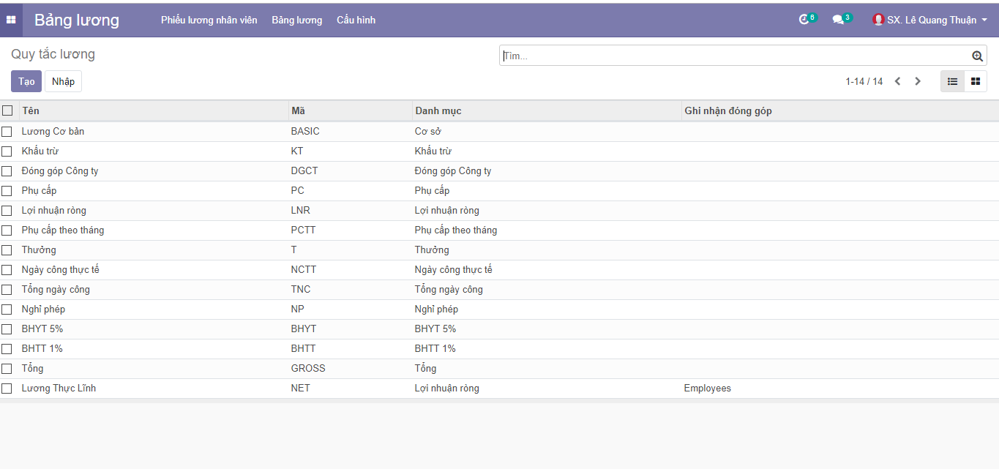 Bảng lương Phiếu lương nhân viên Bảng lương Cấu hình 6 3 SX. Lê Quang Thuận
Quy tắc lương Tìm...
Tạo Nhập 1-14 / 14
Tên Mã Danh mục Ghi nhận đóng góp
Lương Cơ bản BASIC Cơ sở
Khấu trừ KT Khấu trừ
Đóng góp Công ty DGCT Đóng góp Công ty
Phụ cấp PC Phụ cấp
Lợi nhuận ròng LNR Lợi nhuận ròng
Phụ cấp theo tháng PCTT Phụ cấp theo tháng
Thưởng T Thưởng
Ngày công thực tế NCTT Ngày công thực tế
Tổng ngày công TNC Tổng ngày công
Nghỉ phép NP Nghỉ phép
BHYT 5% BHYT BHYT 5%
BHTT 1% BHTT BHTT 1%
Tổng GROSS Tổng
Lương Thực Lĩnh NET Lợi nhuận ròng Employees